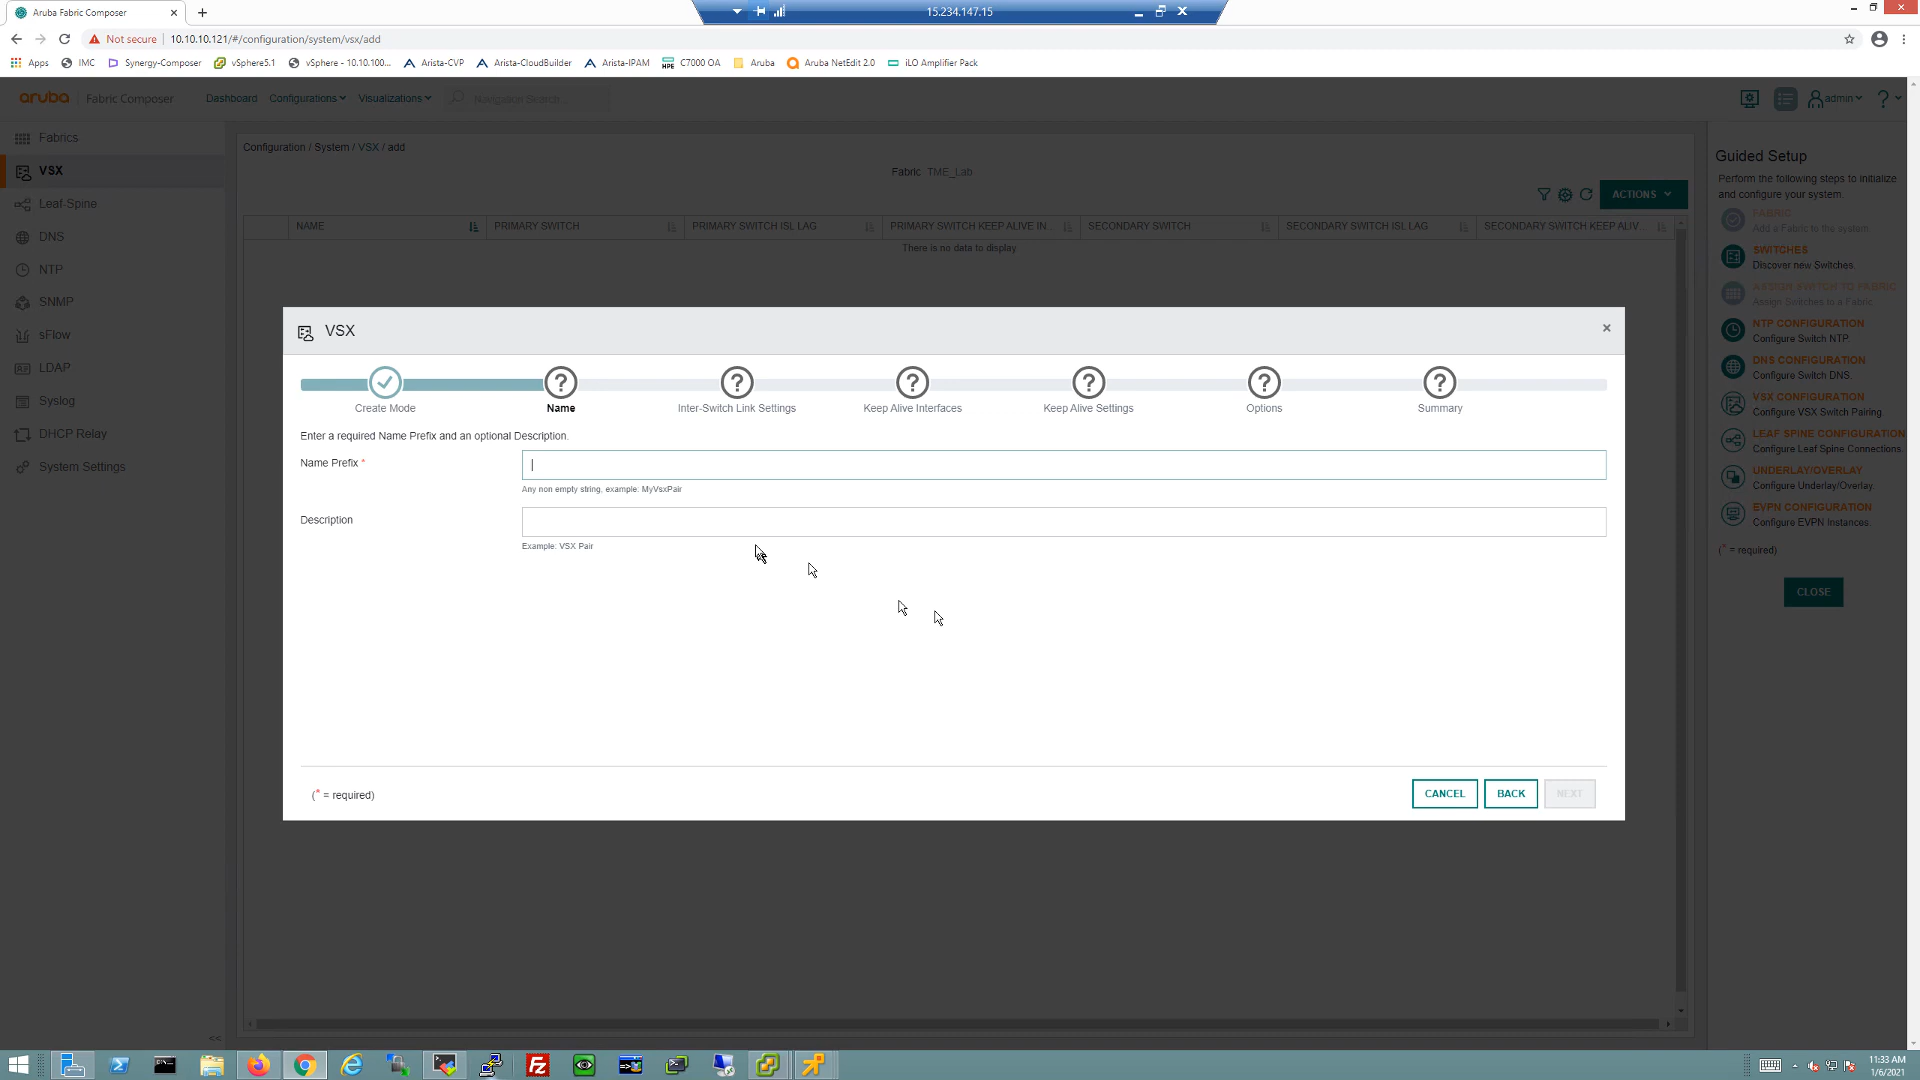 Aruba Fabric Composer
15.234.147.15
Not secure 10.10.10.121/#/configuration/system/vsx/add
Apps IMC Synergy-Composer vSphere5.1 vSphere - 10.10.100... Arista-CVP Arista-CloudBuilder Arista-IPAM HPE C7000 OA Aruba Aruba NetEdit 2.0 iLO Amplifier Pack
aruba Fabric Composer Dashboard Configurations Visualizations Navigation Search... admin ?
Fabrics
VSX
Leaf-Spine
DNS
NTP
SNMP
sFlow
LDAP
Syslog
DHCP Relay
System Settings
<<
Configuration / System / VSX / add
Fabric TME_Lab
ACTIONS
NAME PRIMARY SWITCH PRIMARY SWITCH ISL LAG PRIMARY SWITCH KEEP ALIVE IN... SECONDARY SWITCH SECONDARY SWITCH ISL LAG SECONDARY SWITCH KEEP ALIV...
There is no data to display
VSX
×
Create Mode
Name
Inter-Switch Link Settings
Keep Alive Interfaces
Keep Alive Settings
Options
Summary
Enter a required Name Prefix and an optional Description.
Name Prefix *
Any non empty string, example: MyVsxPair
Description
Example: VSX Pair
(* = required)
CANCEL BACK NEXT
Guided Setup
Perform the following steps to initialize
and configure your system.
FABRIC
Add a Fabric to the system.
SWITCHES
Discover new Switches.
ASSIGN SWITCH TO FABRIC
Assign Switches to a Fabric.
NTP CONFIGURATION
Configure Switch NTP.
DNS CONFIGURATION
Configure Switch DNS.
VSX CONFIGURATION
Configure VSX Switch Pairing.
LEAF SPINE CONFIGURATION
Configure Leaf Spine Connections.
UNDERLAY/OVERLAY
Configure Underlay/Overlay.
EVPN CONFIGURATION
Configure EVPN Instances.
(* = required)
CLOSE
11:33 AM
1/6/2021